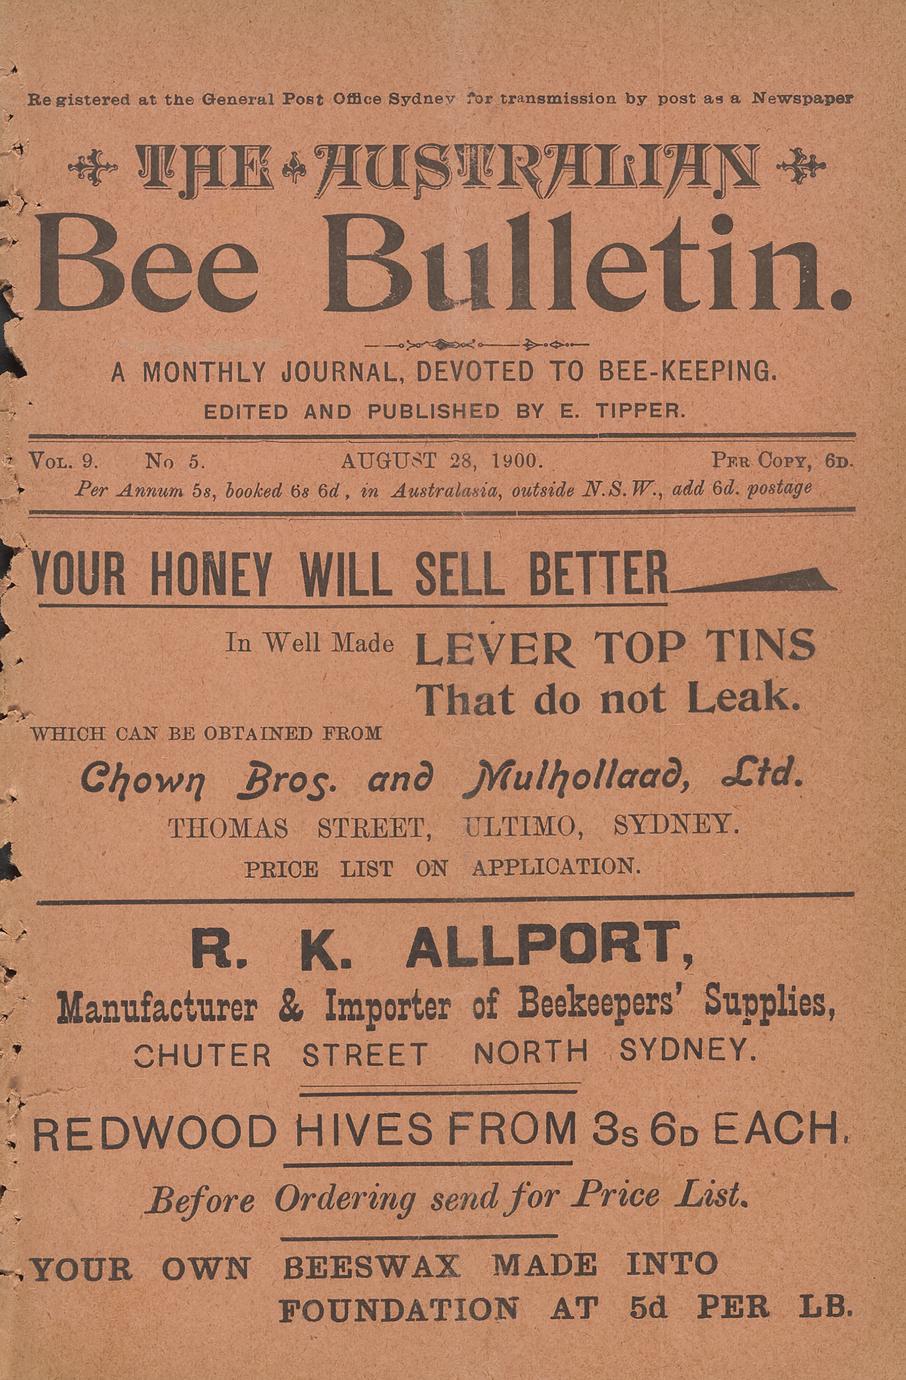 Registered at the General Post Office Sydney for transmission by post as a Newspaper
THE AUSTRALIAN
Bee Bulletin.
A MONTHLY JOURNAL, DEVOTED TO BEE-KEEPING.
EDITED AND PUBLISHED BY E. TIPPER.
VOL. 9. No 5. AUGUST 28, 1900. PER COPY, 6D.
Per Annum 5s, booked 6s 6d, in Australasia, outside N.S.W., add 6d. postage
YOUR HONEY WILL SELL BETTER
In Well Made LEVER TOP TINS
That do not Leak.
WHICH CAN BE OBTAINED FROM
Chown Bros. and Mulhollaad, Ltd.
THOMAS STREET, ULTIMO, SYDNEY.
PRICE LIST ON APPLICATION.
R. K. ALLPORT,
Manufacturer & Importer of Beekeepers' Supplies,
CHUTER STREET NORTH SYDNEY.
REDWOOD HIVES FROM 3s 6D EACH.
Before Ordering send for Price List.
YOUR OWN BEESWAX MADE INTO
FOUNDATION AT 5d PER LB.